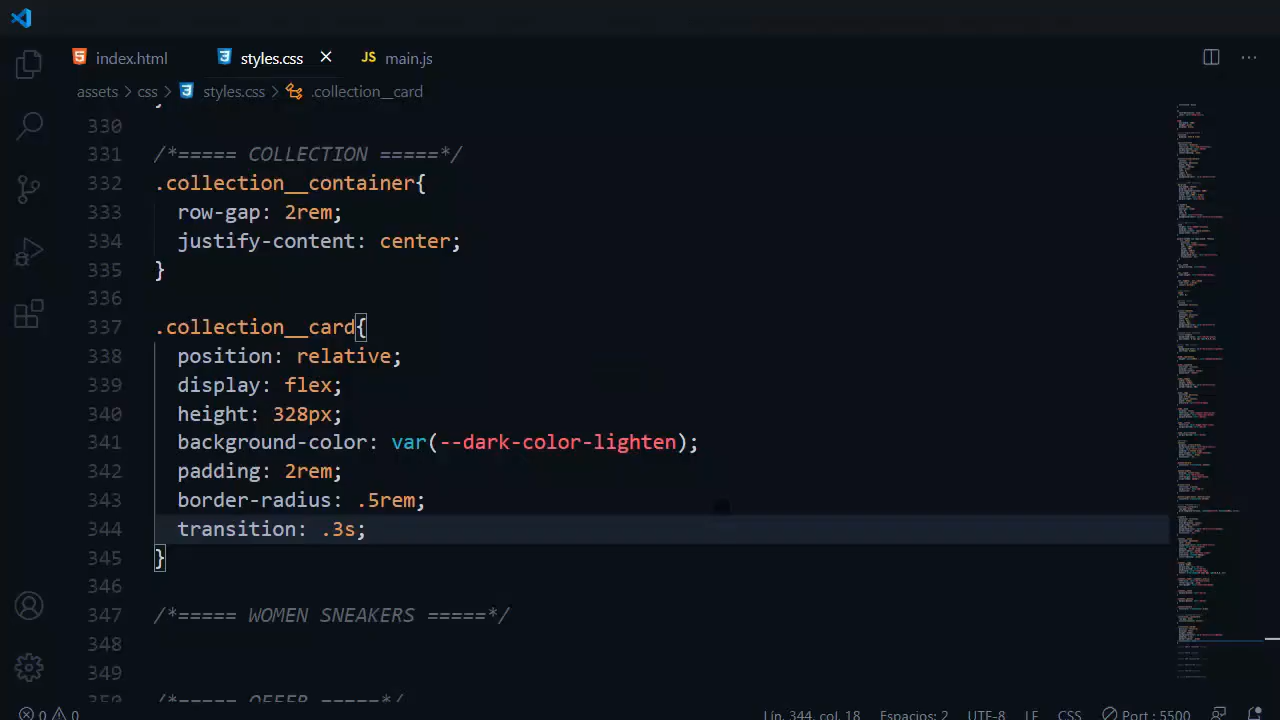 index.html styles.css JS main.js
assets > css > styles.css > .collection__card
330
331 /*===== COLLECTION =====*/
332 .collection__container{
333 row-gap: 2rem;
334 justify-content: center;
335 }
336
337 .collection__card{
338 position: relative;
339 display: flex;
340 height: 328px;
341 background-color: var(--dark-color-lighten);
342 padding: 2rem;
343 border-radius: .5rem;
344 transition: .3s;
345 }
346
347 /*===== WOMEN SNEAKERS =====*/
348
349
350 /*===== OFFER =====*/
0 0 Lín. 344, col. 18 Espacios: 2 UTF-8 LF CSS Port : 5500